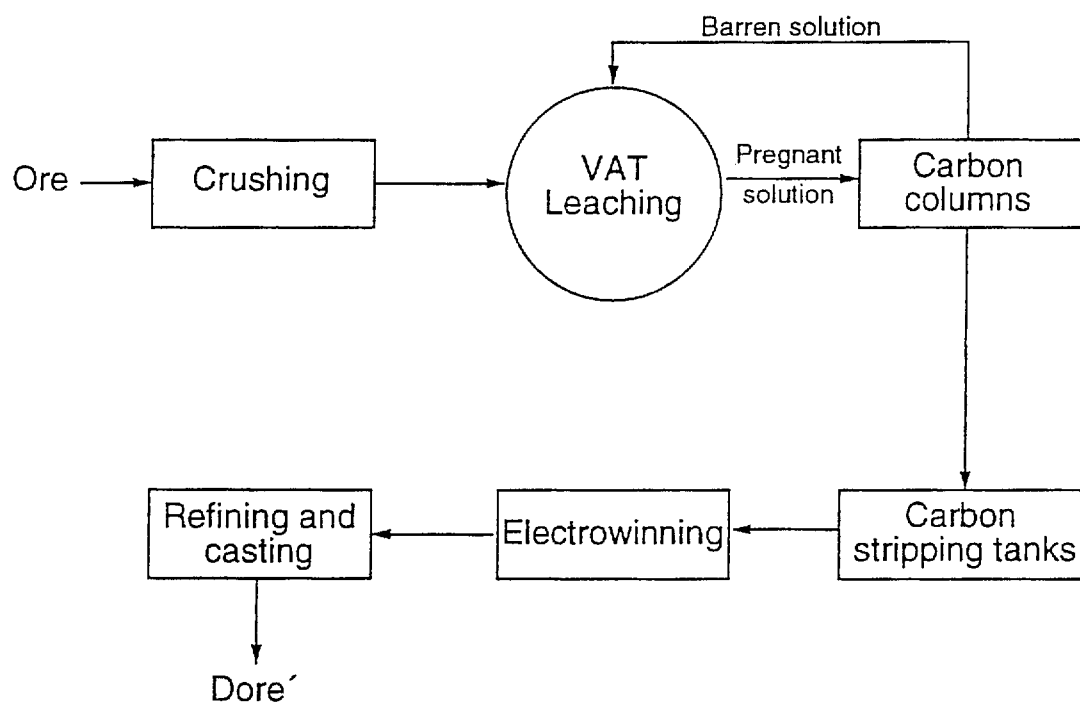 Barren solution
Ore
Crushing
VAT
Leaching
Pregnant
solution
Carbon
columns
Refining and
casting
Electrowinning
Carbon
stripping tanks
Dore´